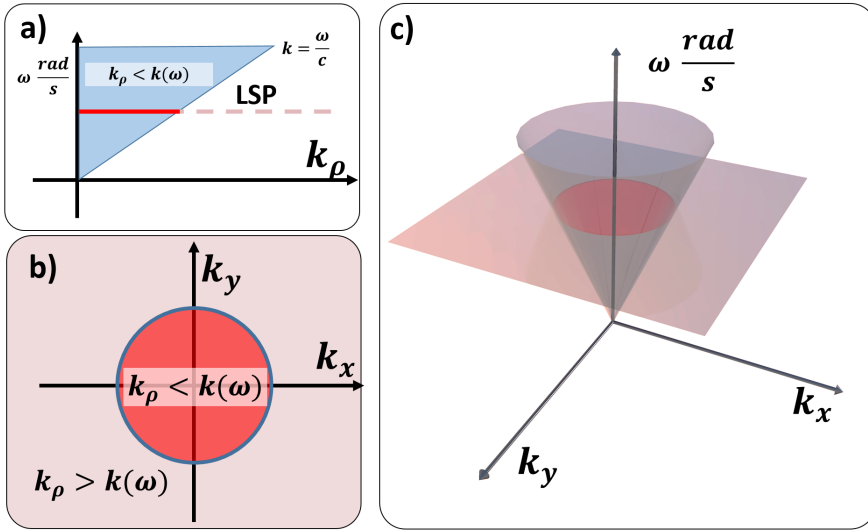 a)
ω rad/s
k = ω/c
k_ρ < k(ω)
LSP
k_ρ
b)
k_y
k_x
k_ρ < k(ω)
k_ρ > k(ω)
c)
ω rad/s
k_x
k_y